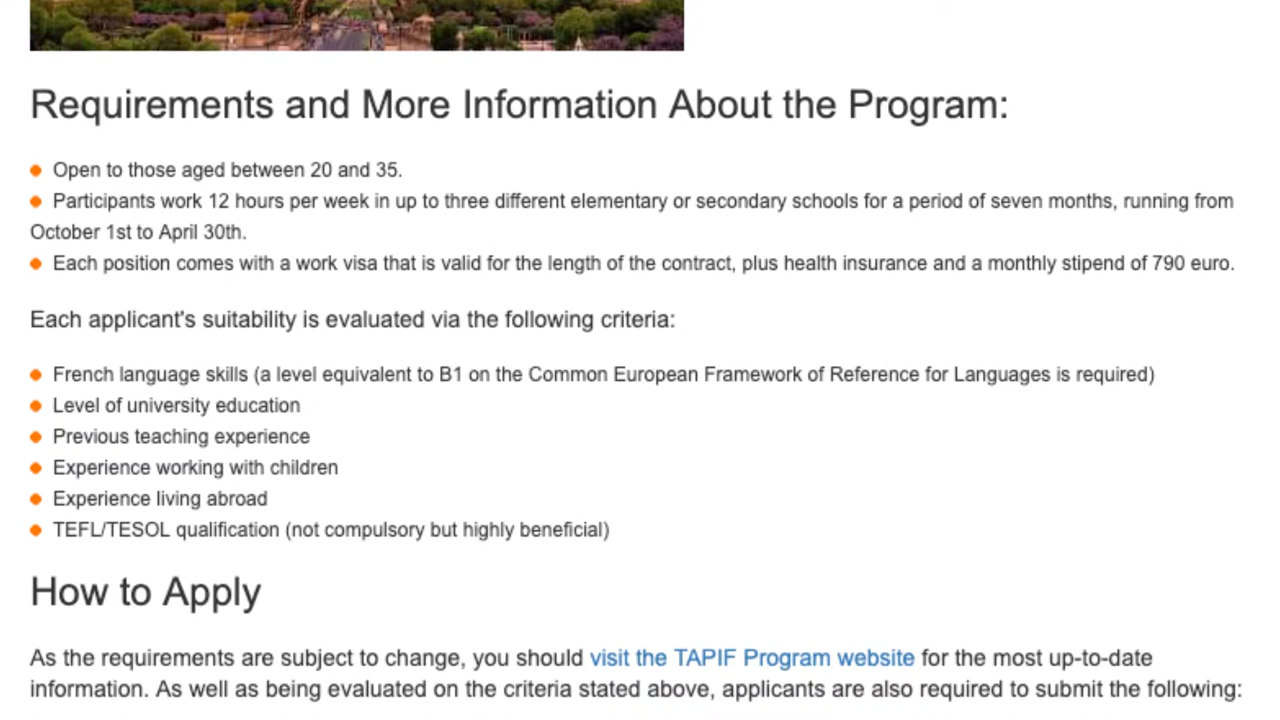 Requirements and More Information About the Program:
Open to those aged between 20 and 35.
Participants work 12 hours per week in up to three different elementary or secondary schools for a period of seven months, running from
October 1st to April 30th.
Each position comes with a work visa that is valid for the length of the contract, plus health insurance and a monthly stipend of 790 euro.
Each applicant's suitability is evaluated via the following criteria:
French language skills (a level equivalent to B1 on the Common European Framework of Reference for Languages is required)
Level of university education
Previous teaching experience
Experience working with children
Experience living abroad
TEFL/TESOL qualification (not compulsory but highly beneficial)
How to Apply
As the requirements are subject to change, you should visit the TAPIF Program website for the most up-to-date
information. As well as being evaluated on the criteria stated above, applicants are also required to submit the following: